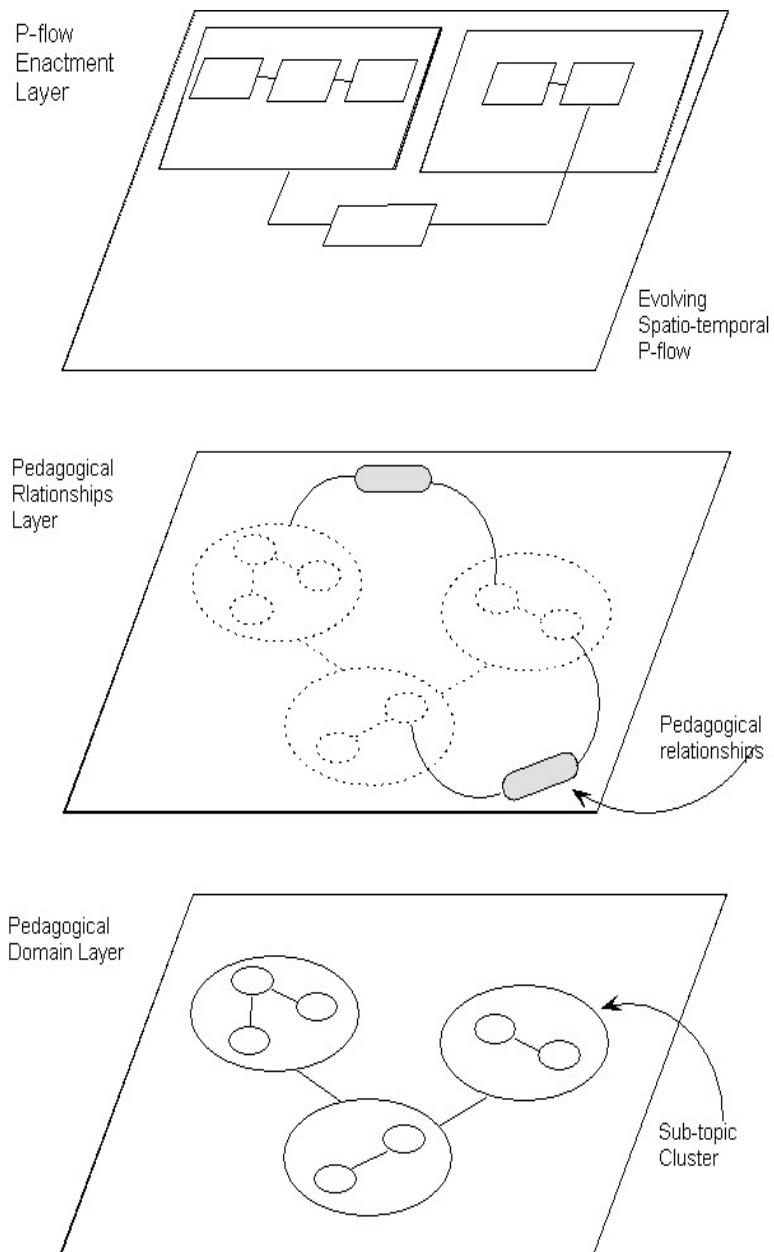 P-flow
Enactment
Layer
Evolving
Spatio-temporal
P-flow
Pedagogical
Rlationships
Layer
Pedagogical
relationships
Pedagogical
Domain Layer
Sub-topic
Cluster